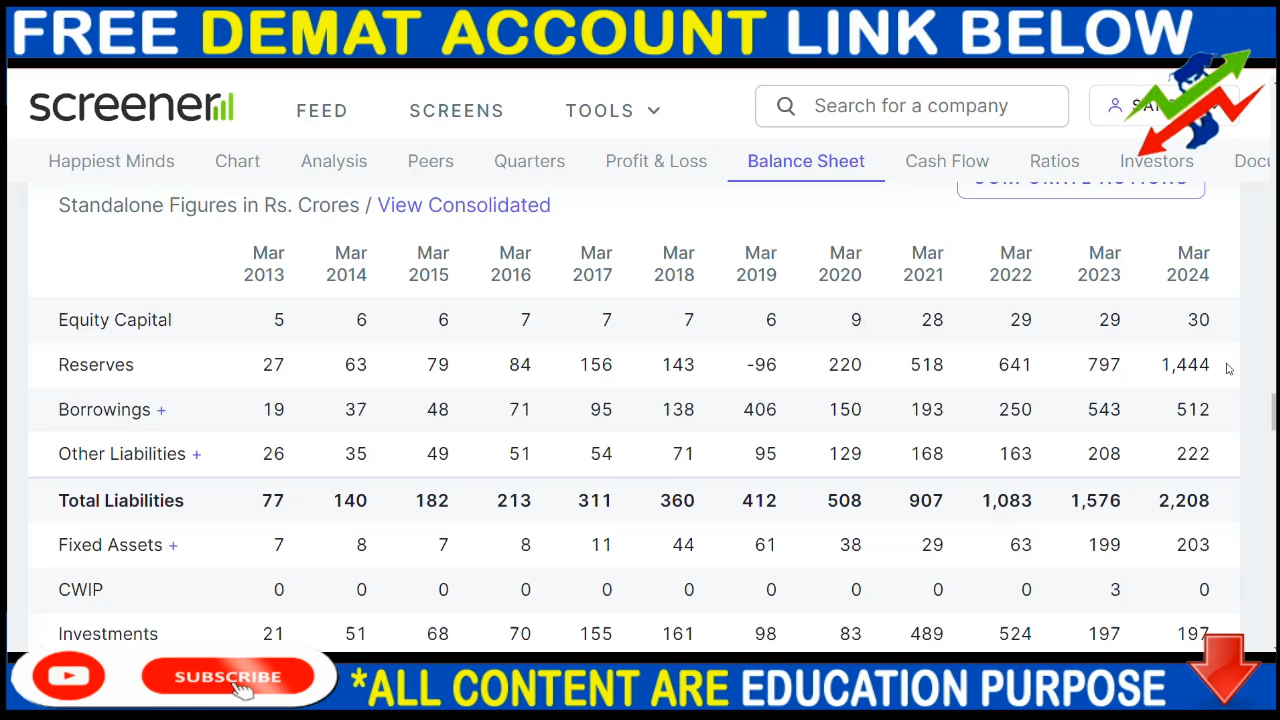 FREE DEMAT ACCOUNT LINK BELOW
screener
FEED SCREENS TOOLS Search for a company
Happiest Minds Chart Analysis Peers Quarters Profit & Loss Balance Sheet Cash Flow Ratios Investors Docu
CORPORATE ACTIONS
Standalone Figures in Rs. Crores / View Consolidated
Mar 2013 Mar 2014 Mar 2015 Mar 2016 Mar 2017 Mar 2018 Mar 2019 Mar 2020 Mar 2021 Mar 2022 Mar 2023 Mar 2024
Equity Capital 5 6 6 7 7 7 6 9 28 29 29 30
Reserves 27 63 79 84 156 143 -96 220 518 641 797 1,444
Borrowings + 19 37 48 71 95 138 406 150 193 250 543 512
Other Liabilities + 26 35 49 51 54 71 95 129 168 163 208 222
Total Liabilities 77 140 182 213 311 360 412 508 907 1,083 1,576 2,208
Fixed Assets + 7 8 7 8 11 44 61 38 29 63 199 203
CWIP 0 0 0 0 0 0 0 0 0 0 3 0
Investments 21 51 68 70 155 161 98 83 489 524 197 197
SUBSCRIBE
*ALL CONTENT ARE EDUCATION PURPOSE